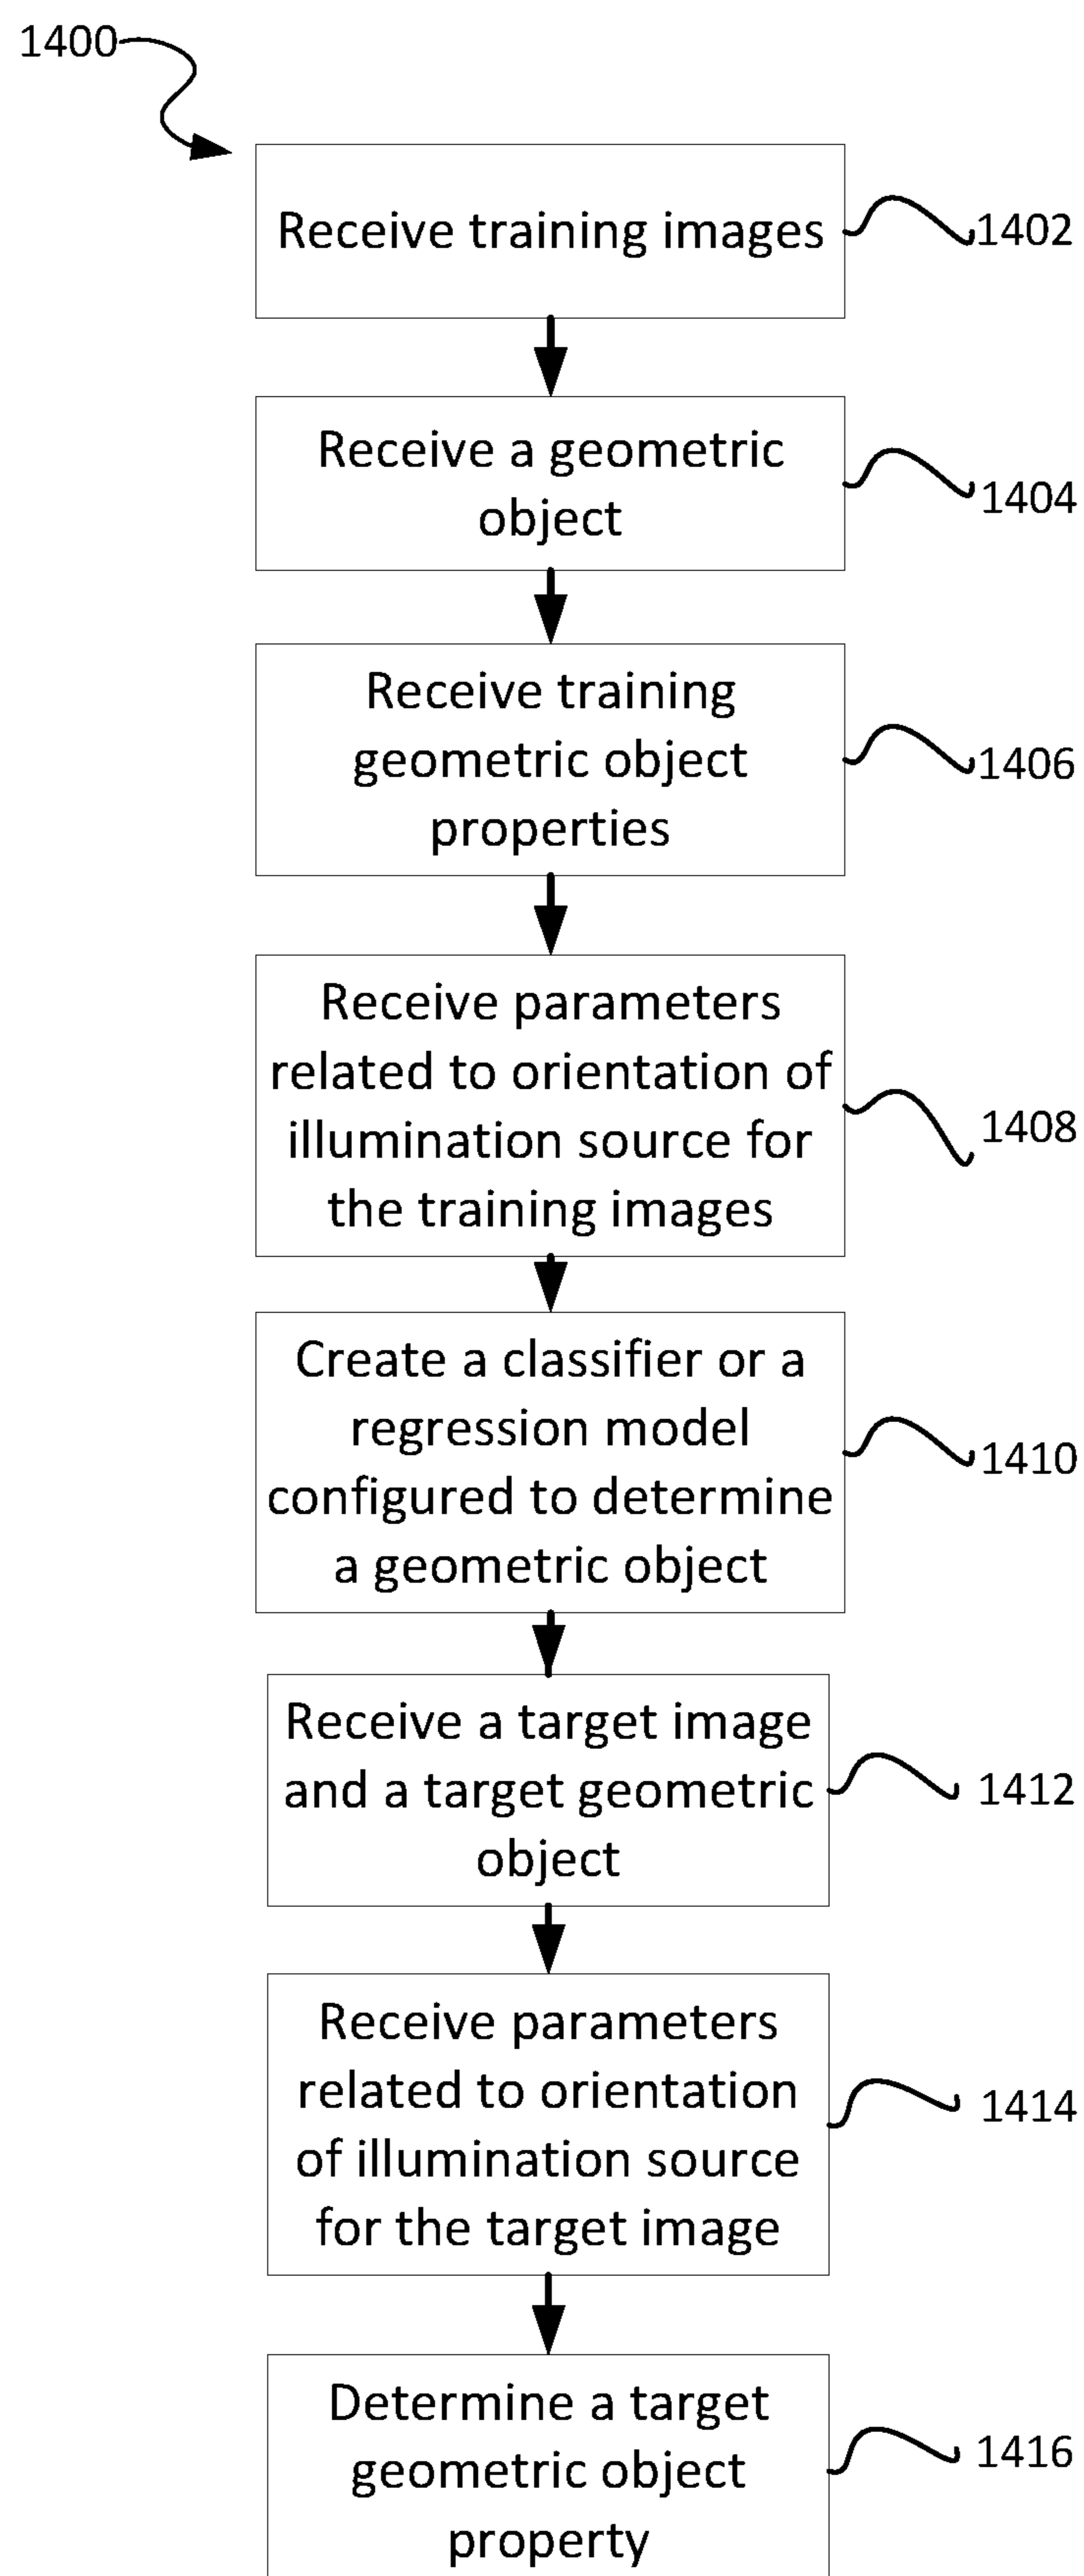 1400
Receive training images
1402
Receive a geometric
object
1404
Receive training
geometric object
properties
1406
Receive parameters
related to orientation of
illumination source for
the training images
1408
Create a classifier or a
regression model
configured to determine
a geometric object
1410
Receive a target image
and a target geometric
object
1412
Receive parameters
related to orientation
of illumination source
for the target image
1414
Determine a target
geometric object
property
1416